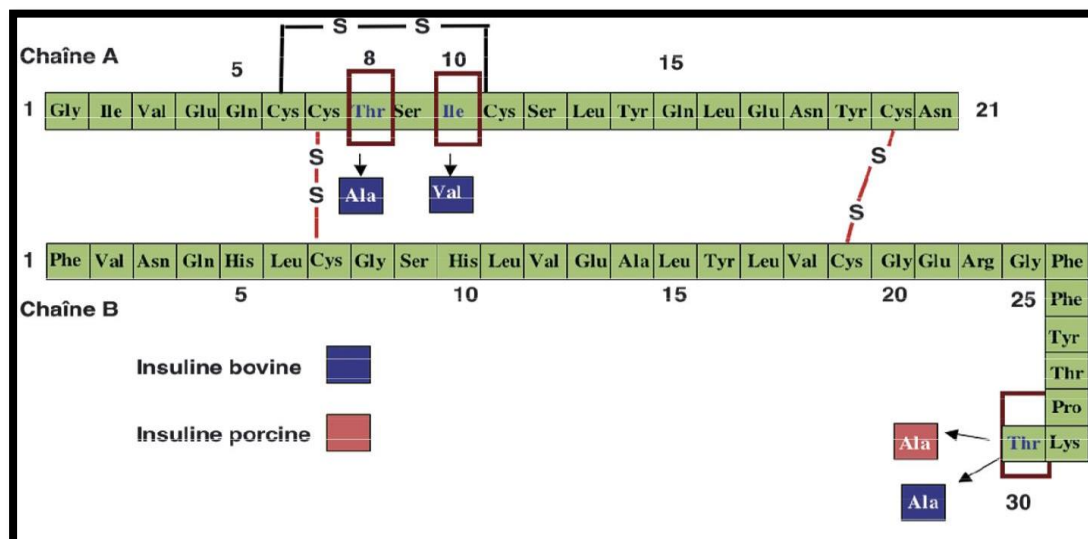 S S
Chaîne A 5 8 10 15
1 Gly Ile Val Glu Gln Cys Cys Thr Ser Ile Cys Ser Leu Tyr Gln Leu Glu Asn Tyr Cys Asn 21
S S
Ala Val
S S
1 Phe Val Asn Gln His Leu Cys Gly Ser His Leu Val Glu Ala Leu Tyr Leu Val Cys Gly Glu Arg Gly Phe
5 10 15 20 25 Phe
Chaîne B
Tyr
Insuline bovine
Thr
Pro
Insuline porcine
Ala Thr Lys
Ala 30